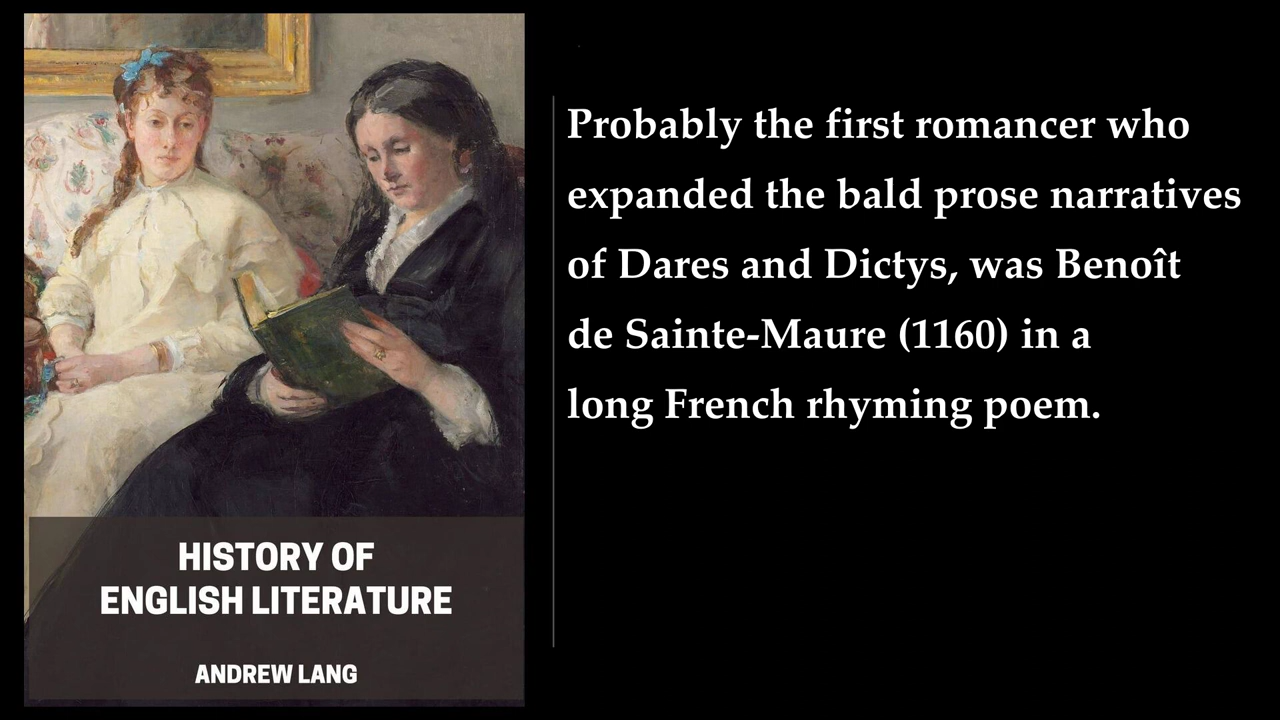 HISTORY OF
ENGLISH LITERATURE
ANDREW LANG
Probably the first romancer who
expanded the bald prose narratives
of Dares and Dictys, was Benoît
de Sainte-Maure (1160) in a
long French rhyming poem.